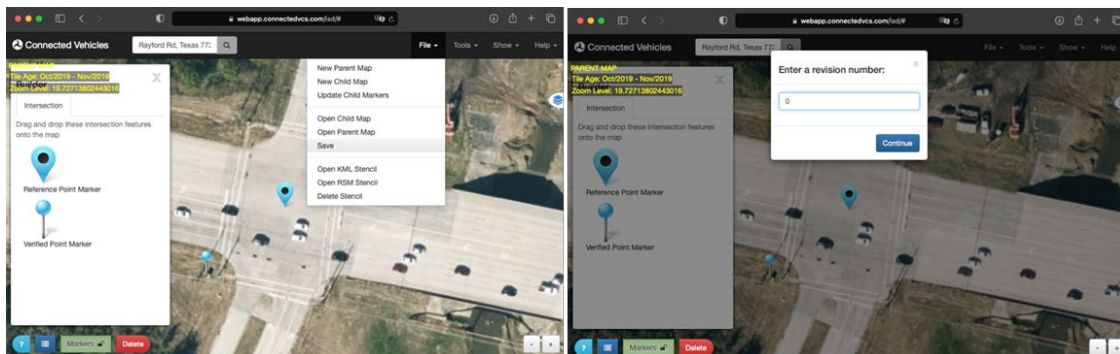 webapp.connectedvcs.com/isd/#
Connected Vehicles
Rayford Rd, Texas 773
File
Tools
Show
Help
PARENT MAP
Tile Age: Oct/2019 - Nov/2019
Zoom Level: 19.72713802443016
Intersection
Drag and drop these intersection features
onto the map
Reference Point Marker
Verified Point Marker
New Parent Map
New Child Map
Update Child Markers
Open Child Map
Open Parent Map
Save
Open KML Stencil
Open RSM Stencil
Delete Stencil
?
Markers
Delete
- +
webapp.connectedvcs.com/isd/#
Connected Vehicles
Rayford Rd, Texas 77
File
Tools
Show
Help
PARENT MAP
Tile Age: Oct/2019 - Nov/2019
Zoom Level: 19.72713802443016
Intersection
Drag and drop these intersection features
onto the map
Reference Point Marker
Verified Point Marker
Enter a revision number:
0
Continue
?
Markers
Delete
- +